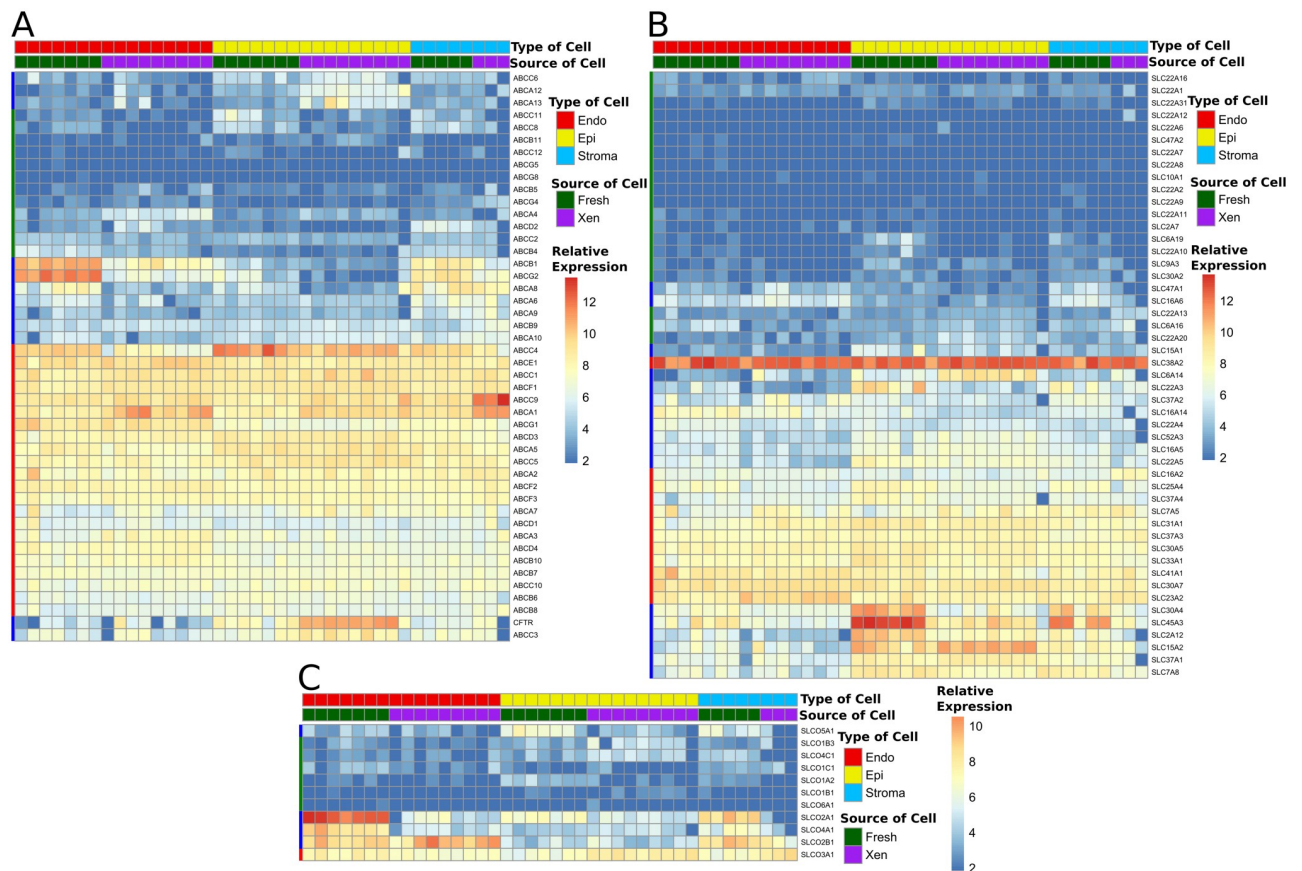 A
Type of Cell
Source of Cell
ABCC6
ABCA12
ABCA13
ABCC11
ABCC8
ABCB11
ABCC12
ABCG5
ABCG8
ABCB5
ABCG4
ABCA4
ABCD2
ABCC2
ABCB4
ABCB1
ABCG2
ABCA8
ABCA6
ABCA9
ABCB9
ABCA10
ABCC4
ABCE1
ABCC1
ABCF1
ABCC9
ABCA1
ABCG1
ABCD3
ABCA5
ABCC5
ABCA2
ABCF2
ABCF3
ABCA7
ABCD1
ABCA3
ABCD4
ABCB10
ABCB7
ABCC10
ABCB6
ABCB8
CFTR
ABCC3
Type of Cell
Endo
Epi
Stroma
Source of Cell
Fresh
Xen
Relative
Expression
12
10
8
6
4
2
B
Type of Cell
Source of Cell
SLC22A16
SLC22A1
SLC22A31
SLC22A12
SLC22A6
SLC47A2
SLC22A7
SLC22A8
SLC10A1
SLC22A2
SLC22A9
SLC22A11
SLC2A7
SLC6A19
SLC22A10
SLC9A3
SLC30A2
SLC47A1
SLC16A6
SLC22A13
SLC6A16
SLC22A20
SLC15A1
SLC38A2
SLC6A14
SLC22A3
SLC37A2
SLC16A14
SLC22A4
SLC52A3
SLC16A5
SLC22A5
SLC16A2
SLC25A4
SLC37A4
SLC7A5
SLC31A1
SLC37A3
SLC30A5
SLC33A1
SLC41A1
SLC30A7
SLC23A2
SLC30A4
SLC45A3
SLC2A12
SLC15A2
SLC37A1
SLC7A8
Type of Cell
Endo
Epi
Stroma
Source of Cell
Fresh
Xen
Relative
Expression
12
10
8
6
4
2
C
Type of Cell
Source of Cell
SLCO5A1
SLCO1B3
SLCO4C1
SLCO1C1
SLCO1A2
SLCO1B1
SLCO6A1
SLCO2A1
SLCO4A1
SLCO2B1
SLCO3A1
Type of Cell
Endo
Epi
Stroma
Source of Cell
Fresh
Xen
Relative
Expression
10
8
6
4
2